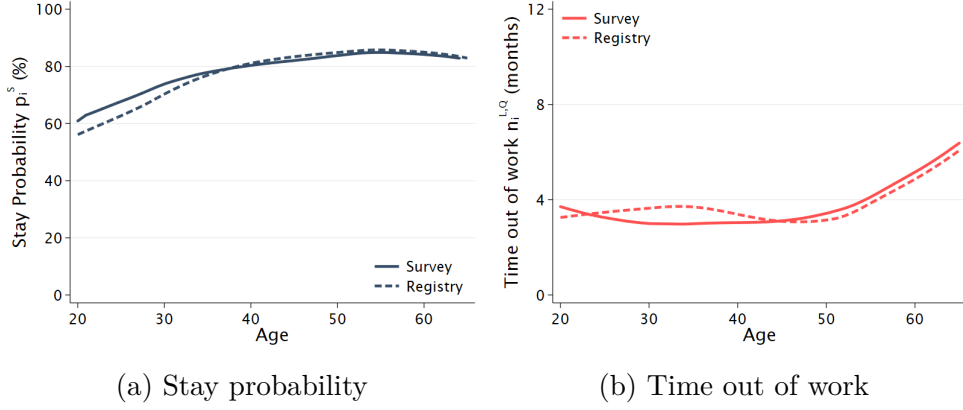 100
80
60
40
20
0
Stay Probability p_i^S (%)
Survey
Registry
20
30
40
50
60
Age
(a) Stay probability
12
8
4
0
Time out of work n_i^{L,Q} (months)
Survey
Registry
20
30
40
50
60
Age
(b) Time out of work